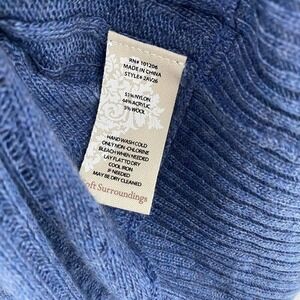 RN# 101206
MADE IN CHINA
STYLE# 2AV26
51% NYLON
44% ACRYLIC
5% WOOL
HAND WASH COLD
ONLY NON-CHLORINE
BLEACH WHEN NEEDED
LAY FLAT TO DRY
COOL IRON
IF NEEDED
MAY BE DRY CLEANED
Soft Surroundings